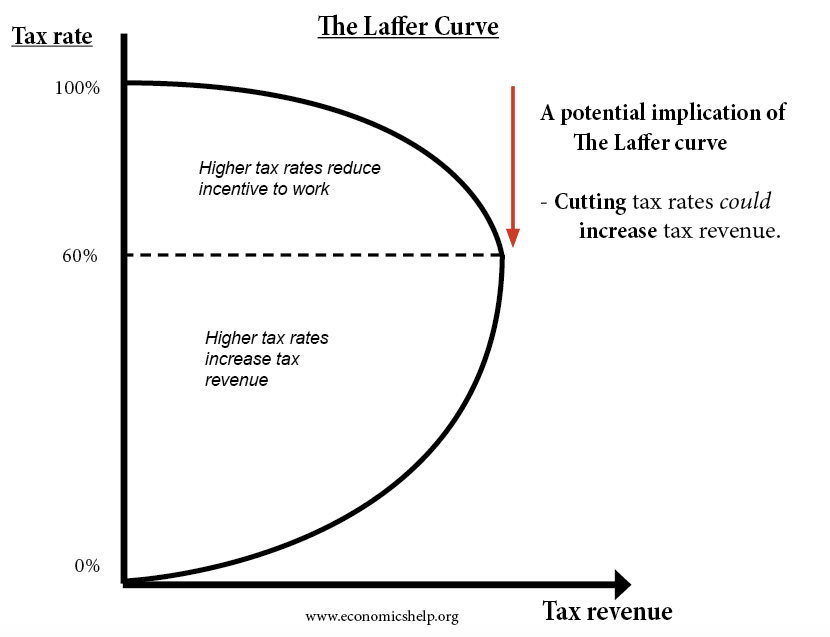 The Laffer Curve
Tax rate
100%
A potential implication of
The Laffer curve
Higher tax rates reduce
incentive to work
- Cutting tax rates could
increase tax revenue.
60%
Higher tax rates
increase tax
revenue
0%
www.economicshelp.org
Tax revenue